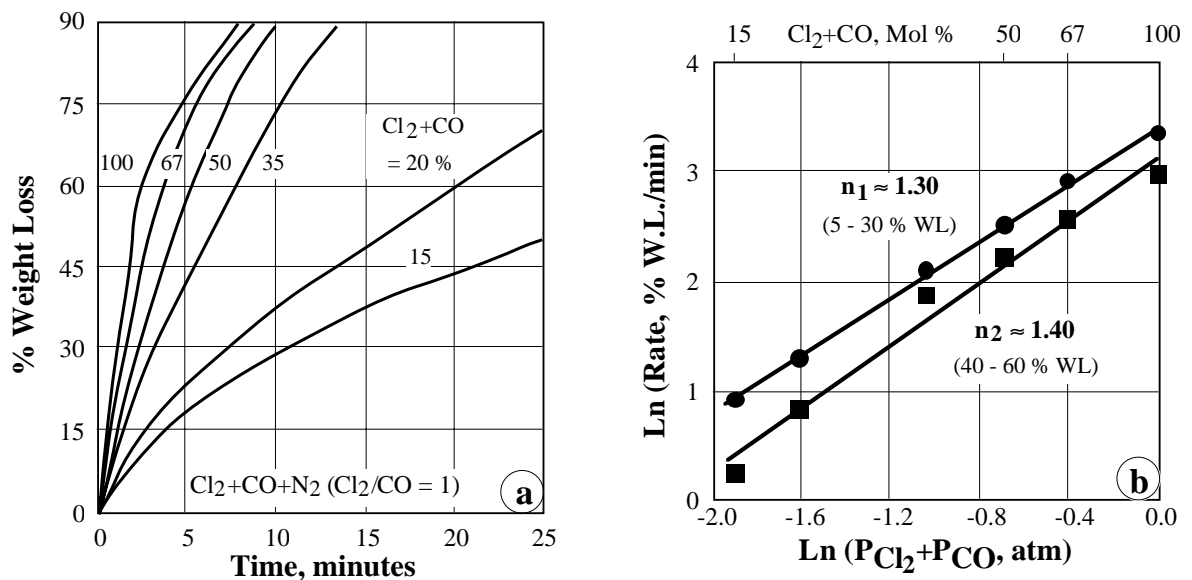 90
75
60
45
30
15
0
% Weight Loss
Cl2+CO
= 20 %
100
67
50
35
15
Cl2+CO+N2 (Cl2/CO = 1)
a
0
5
10
15
20
25
Time, minutes
15
Cl2+CO, Mol %
50
67
100
4
3
2
1
0
Ln (Rate, % W.L./min)
n1 ≈ 1.30
(5 - 30 % WL)
n2 ≈ 1.40
(40 - 60 % WL)
b
-2.0
-1.6
-1.2
-0.8
-0.4
0.0
Ln (PCl2+PCO, atm)